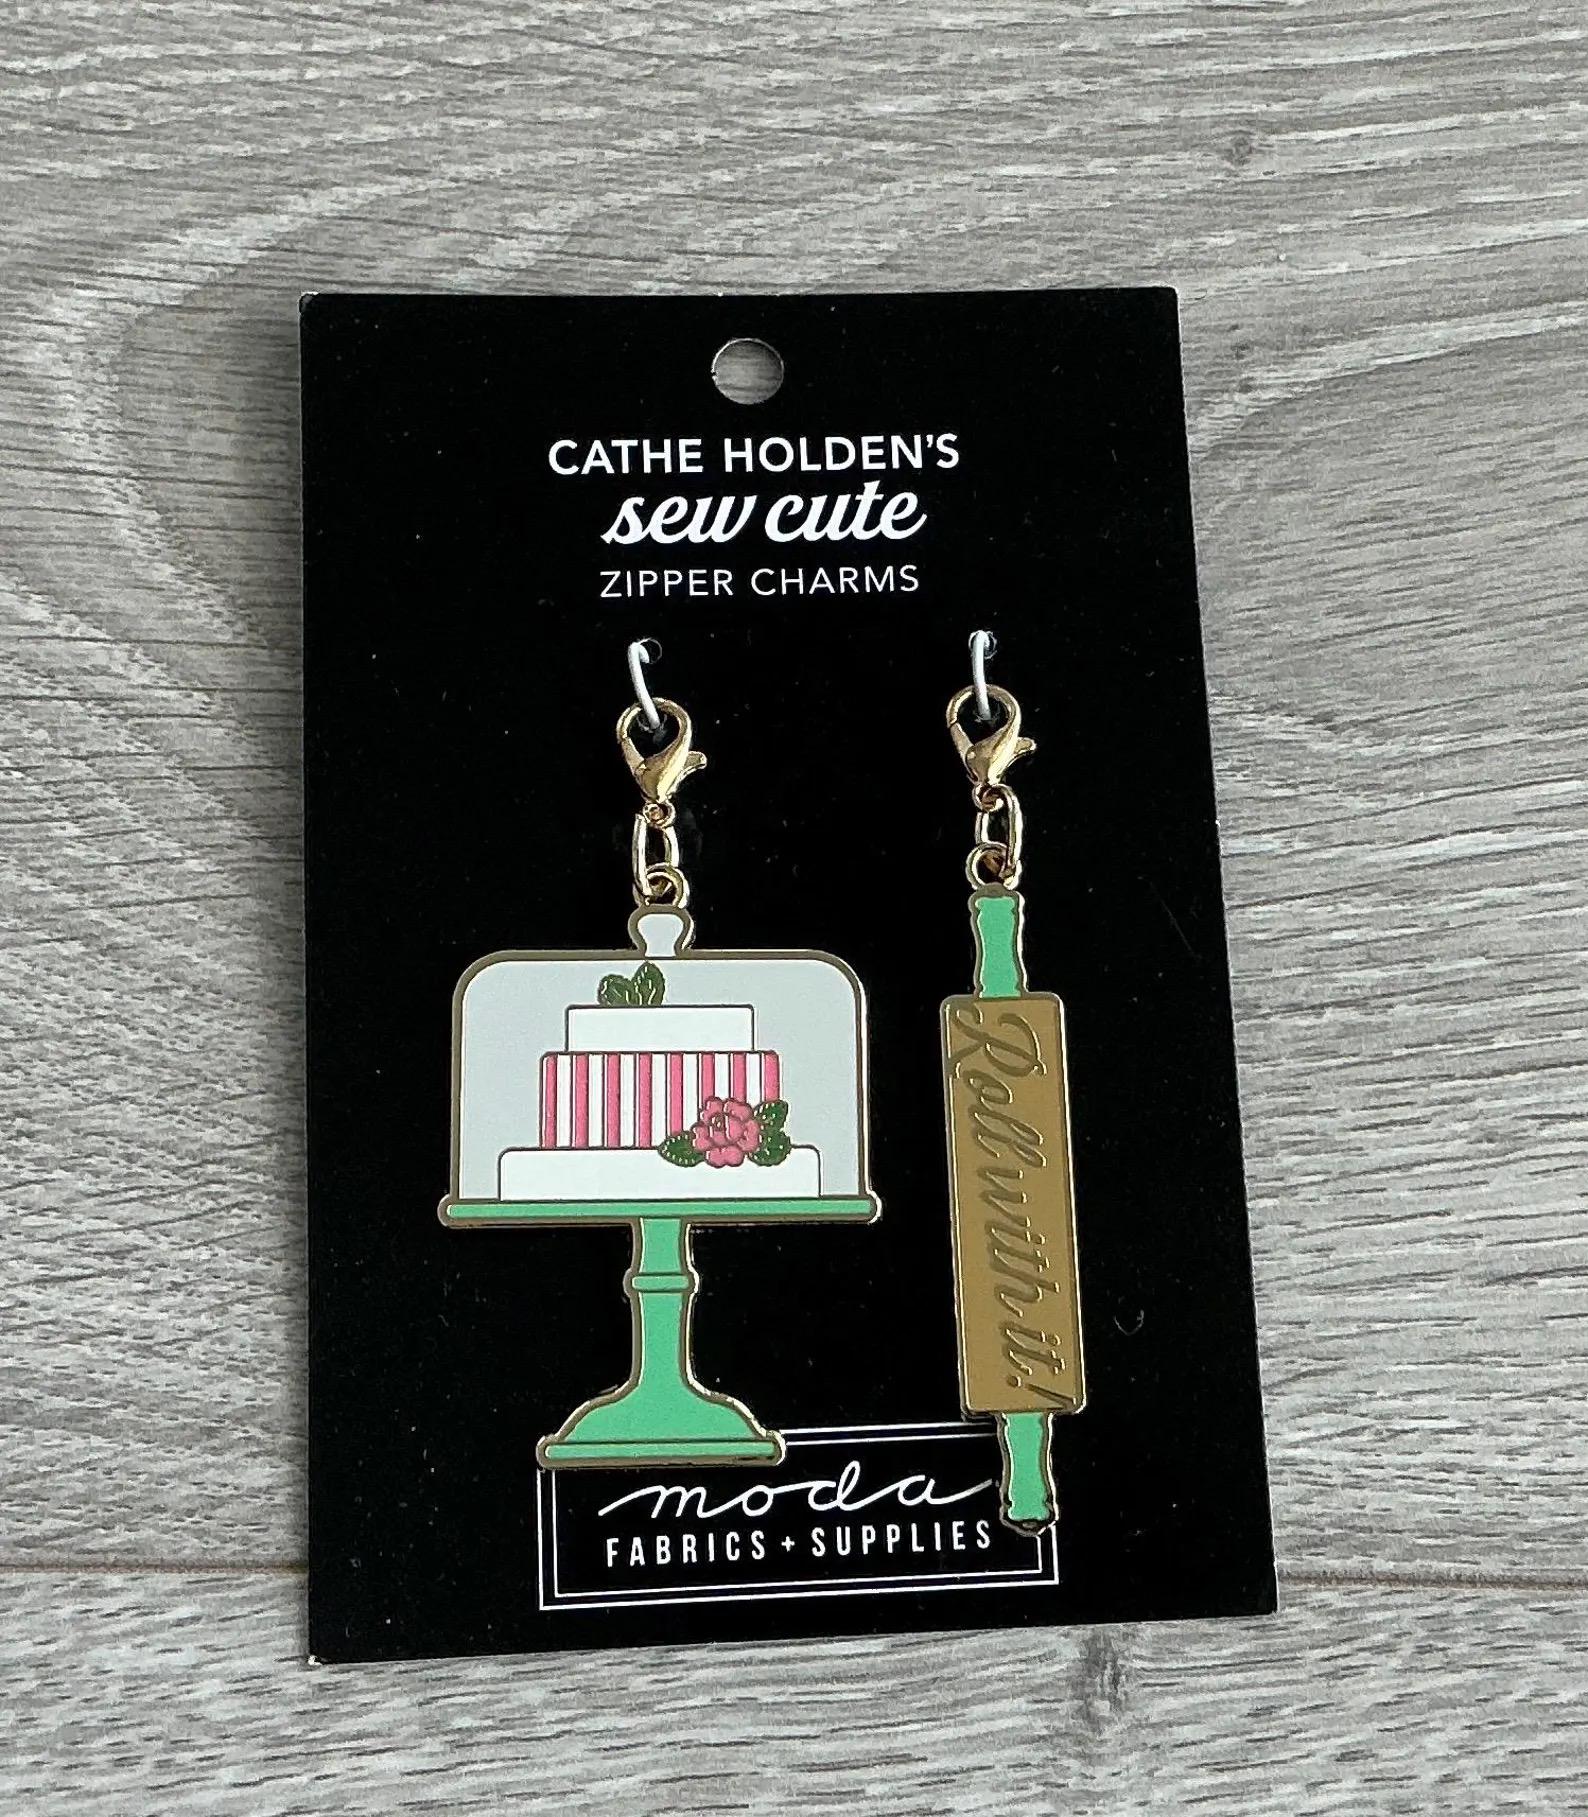 CATHE HOLDEN'S
sew cute
ZIPPER CHARMS
Roll with it!
moda
FABRICS + SUPPLIES